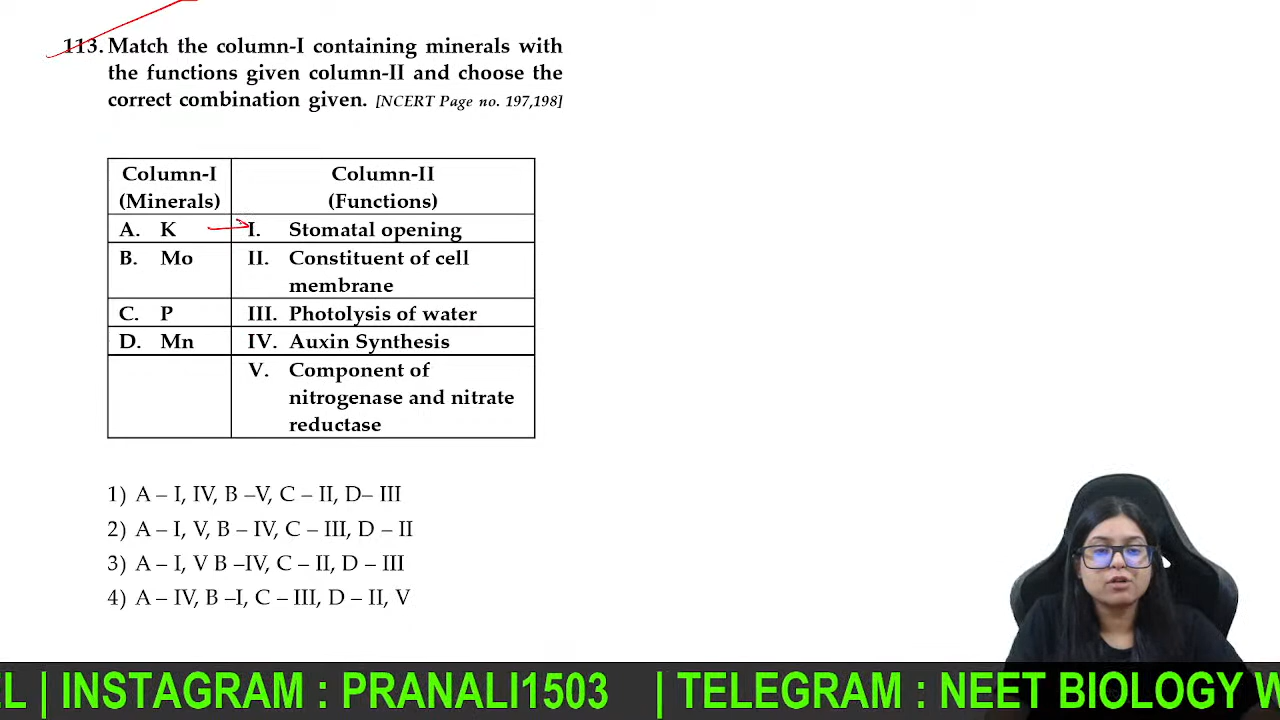 113. Match the column-I containing minerals with
the functions given column-II and choose the
correct combination given. [NCERT Page no. 197,198]
Column-I
(Minerals)
Column-II
(Functions)
A. K
I. Stomatal opening
B. Mo
II. Constituent of cell
membrane
C. P
III. Photolysis of water
D. Mn
IV. Auxin Synthesis
V. Component of
nitrogenase and nitrate
reductase
1) A – I, IV, B –V, C – II, D– III
2) A – I, V, B – IV, C – III, D – II
3) A – I, V B –IV, C – II, D – III
4) A – IV, B –I, C – III, D – II, V
EL | INSTAGRAM : PRANALI1503 | TELEGRAM : NEET BIOLOGY W